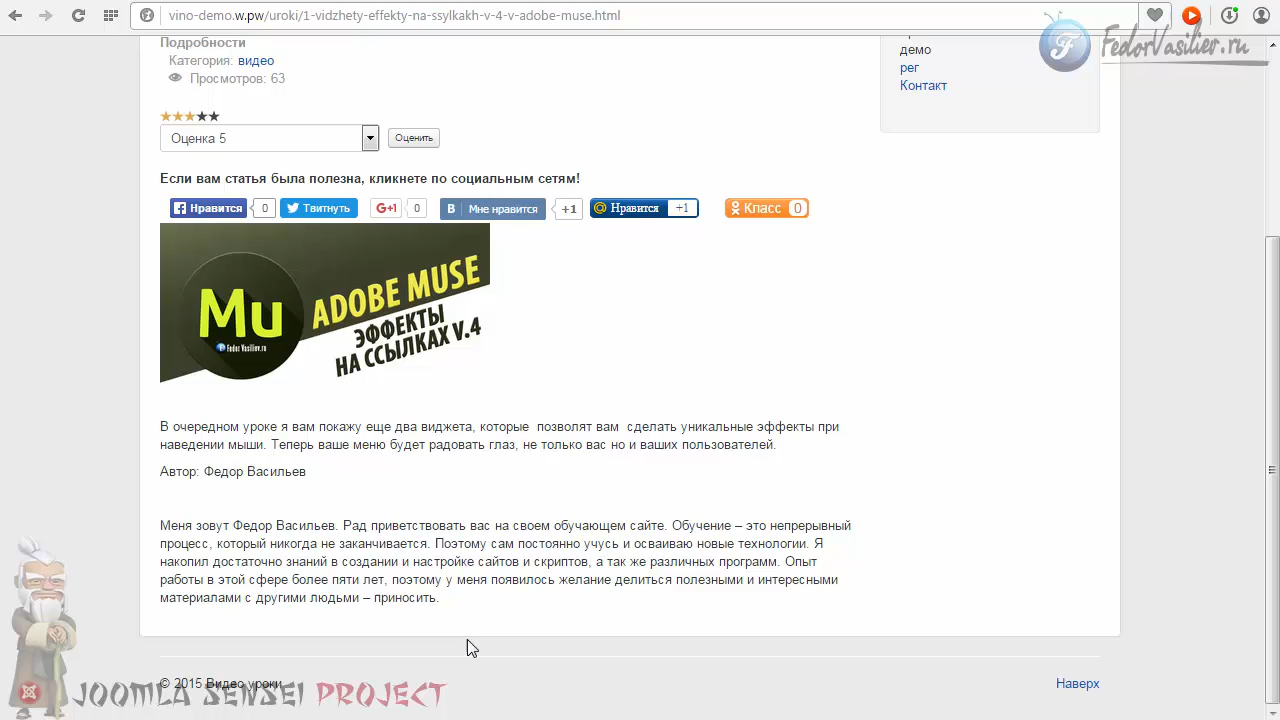 vino-demo.w.pw/uroki/1-vidzhety-effekty-na-ssylkakh-v-4-v-adobe-muse.html
FedorVasiliev.ru
Подробности
Категория: видео
Просмотров: 63
демо
рег
Контакт
Оценка 5
Оценить
Если вам статья была полезна, кликнете по социальным сетям!
Нравится 0 Твитнуть G+1 0 B Мне нравится +1 @ Нравится +1 Класс 0
Mu
Fedor Vasiliev.ru
ADOBE MUSE
ЭФФЕКТЫ
НА ССЫЛКАХ V.4
В очередном уроке я вам покажу еще два виджета, которые  позволят вам  сделать уникальные эффекты при
наведении мыши. Теперь ваше меню будет радовать глаз, не только вас но и ваших пользователей.
Автор: Федор Васильев
Меня зовут Федор Васильев. Рад приветствовать вас на своем обучающем сайте. Обучение – это непрерывный
процесс, который никогда не заканчивается. Поэтому сам постоянно учусь и осваиваю новые технологии. Я
накопил достаточно знаний в создании и настройке сайтов и скриптов, а так же различных программ. Опыт
работы в этой сфере более пяти лет, поэтому у меня появилось желание делиться полезными и интересными
материалами с другими людьми – приносить.
© 2015 Видео уроки
Наверх
JOOMLA SENSEI PROJECT